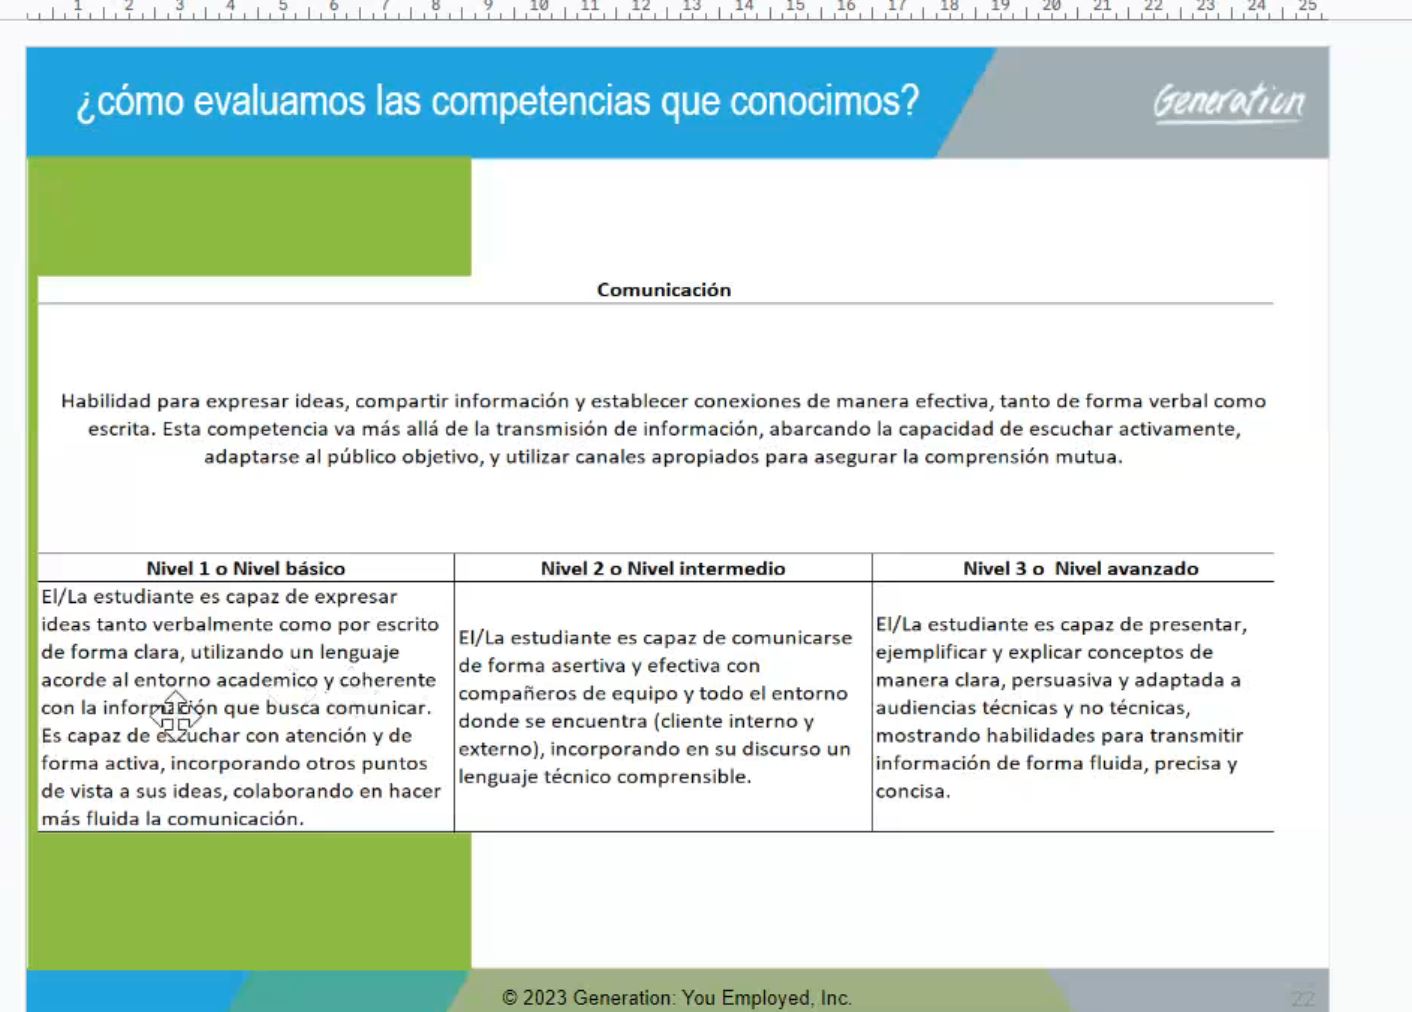 1 2 3 4 5 6 7 8 9 10 11 12 13 14 15 16 17 18 19 20 21 22 23 24 25
¿cómo evaluamos las competencias que conocimos?
Generation
Comunicación
Habilidad para expresar ideas, compartir información y establecer conexiones de manera efectiva, tanto de forma verbal como
escrita. Esta competencia va más allá de la transmisión de información, abarcando la capacidad de escuchar activamente,
adaptarse al público objetivo, y utilizar canales apropiados para asegurar la comprensión mutua.
Nivel 1 o Nivel básico
El/La estudiante es capaz de expresar
ideas tanto verbalmente como por escrito
de forma clara, utilizando un lenguaje
acorde al entorno academico y coherente
con la información que busca comunicar.
Es capaz de escuchar con atención y de
forma activa, incorporando otros puntos
de vista a sus ideas, colaborando en hacer
más fluida la comunicación.
Nivel 2 o Nivel intermedio
El/La estudiante es capaz de comunicarse
de forma asertiva y efectiva con
compañeros de equipo y todo el entorno
donde se encuentra (cliente interno y
externo), incorporando en su discurso un
lenguaje técnico comprensible.
Nivel 3 o Nivel avanzado
El/La estudiante es capaz de presentar,
ejemplificar y explicar conceptos de
manera clara, persuasiva y adaptada a
audiencias técnicas y no técnicas,
mostrando habilidades para transmitir
información de forma fluida, precisa y
concisa.
© 2023 Generation: You Employed, Inc.
22